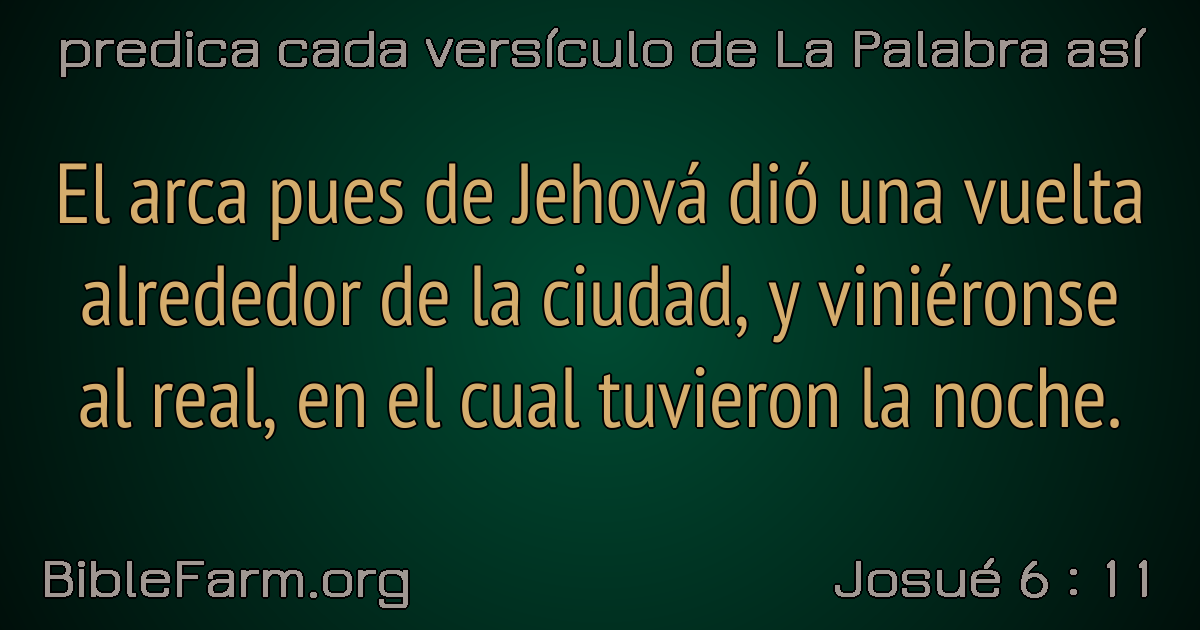 predica cada versículo de La Palabra así
El arca pues de Jehová dió una vuelta
alrededor de la ciudad, y viniéronse
al real, en el cual tuvieron la noche.
BibleFarm.org
Josué 6 : 11